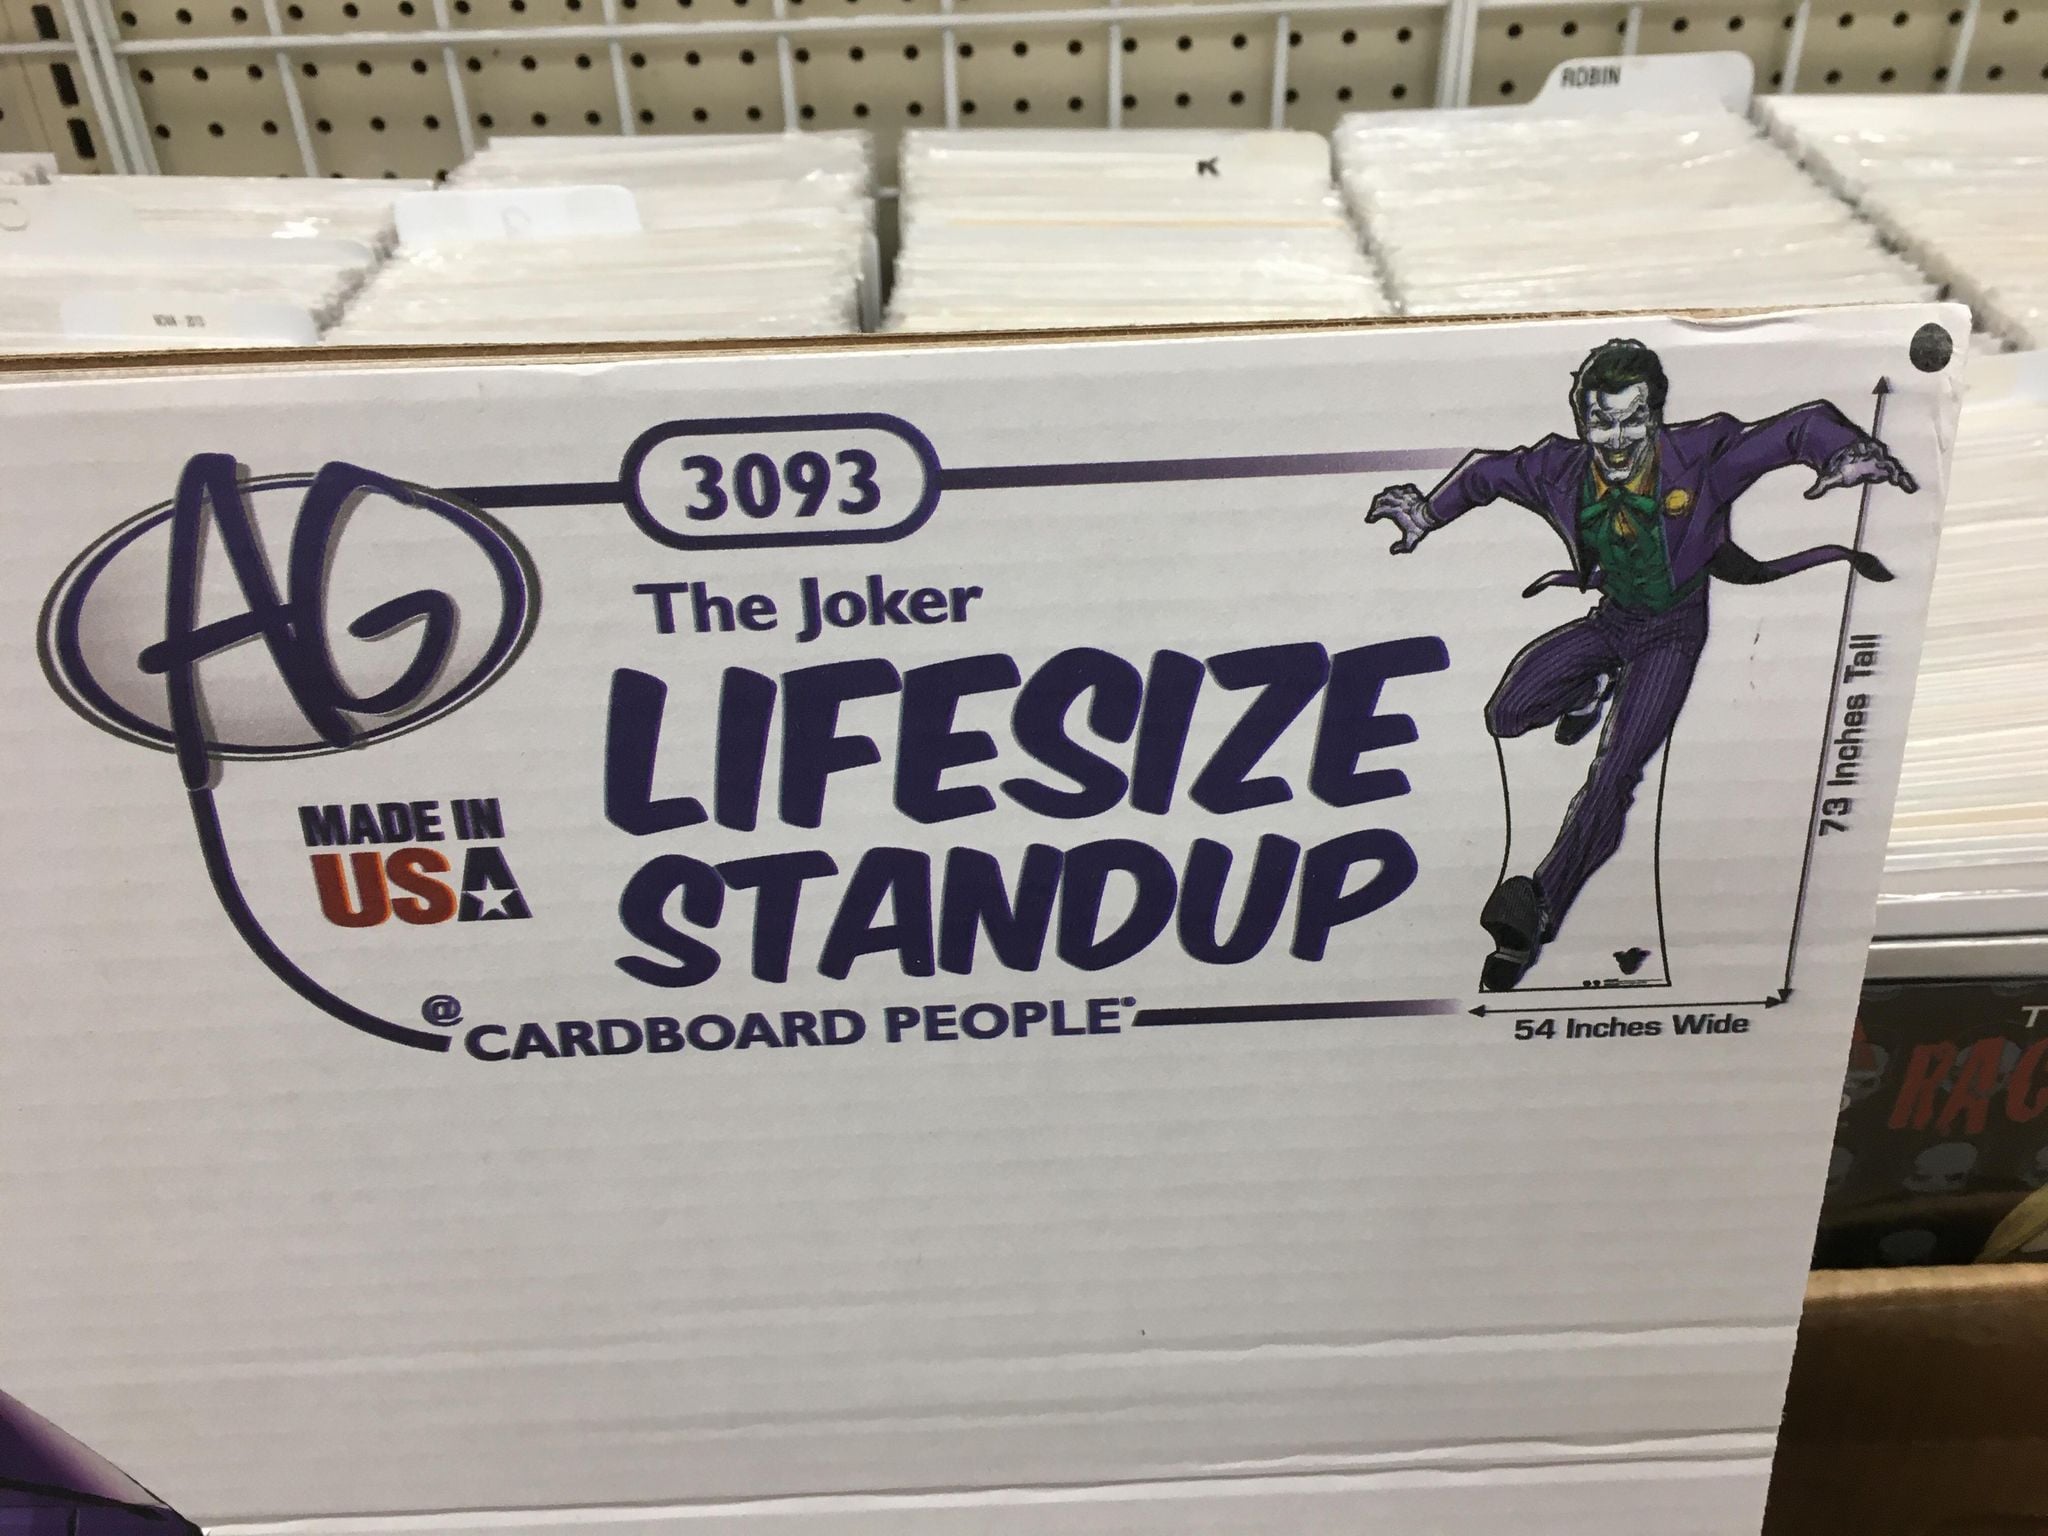 ROBIN
K
AG
3093
The Joker
LIFESIZE
STANDUP
MADE IN
USA
@ CARDBOARD PEOPLE
73 Inches Tall
54 Inches Wide